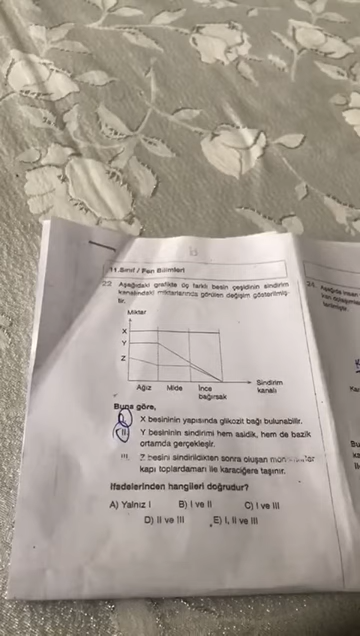 11.Sınıf / Fen Bilimleri
22. Aşağıdaki grafikte üç farklı besin çeşidinin sindirim
kanalındaki miktarlarında görülen değişim gösterilmiş-
tir.
Miktar
X
Y
Z
Ağız Mide İnce Sindirim
bağırsak kanalı
Buna göre,
I. X besininin yapısında glikozit bağı bulunabilir.
II. Y besininin sindirimi hem asidik, hem de bazik
ortamda gerçekleşir.
III. Z besini sindirildikten sonra oluşan
kapı toplardamarı ile karaciğere taşınır.
ifadelerinden hangileri doğrudur?
A) Yalnız I B) I ve II C) I ve III
D) II ve III E) I, II ve III
24. Aşağıda